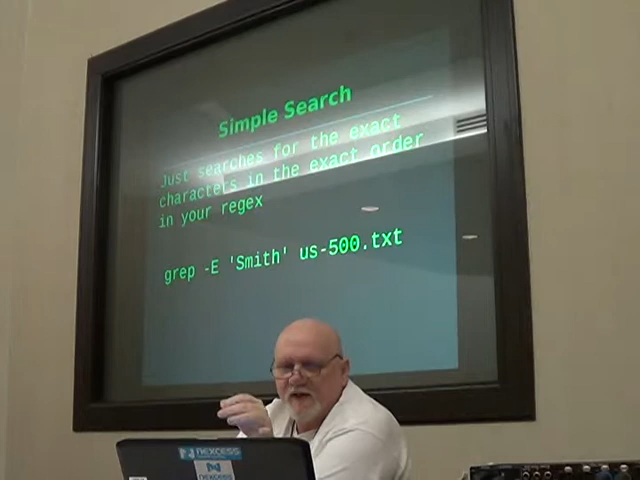 Simple Search
Just searches for the exact
characters in the exact order
in your regex
grep -E 'Smith' us-500.txt
NEXCESS
NEXCESS